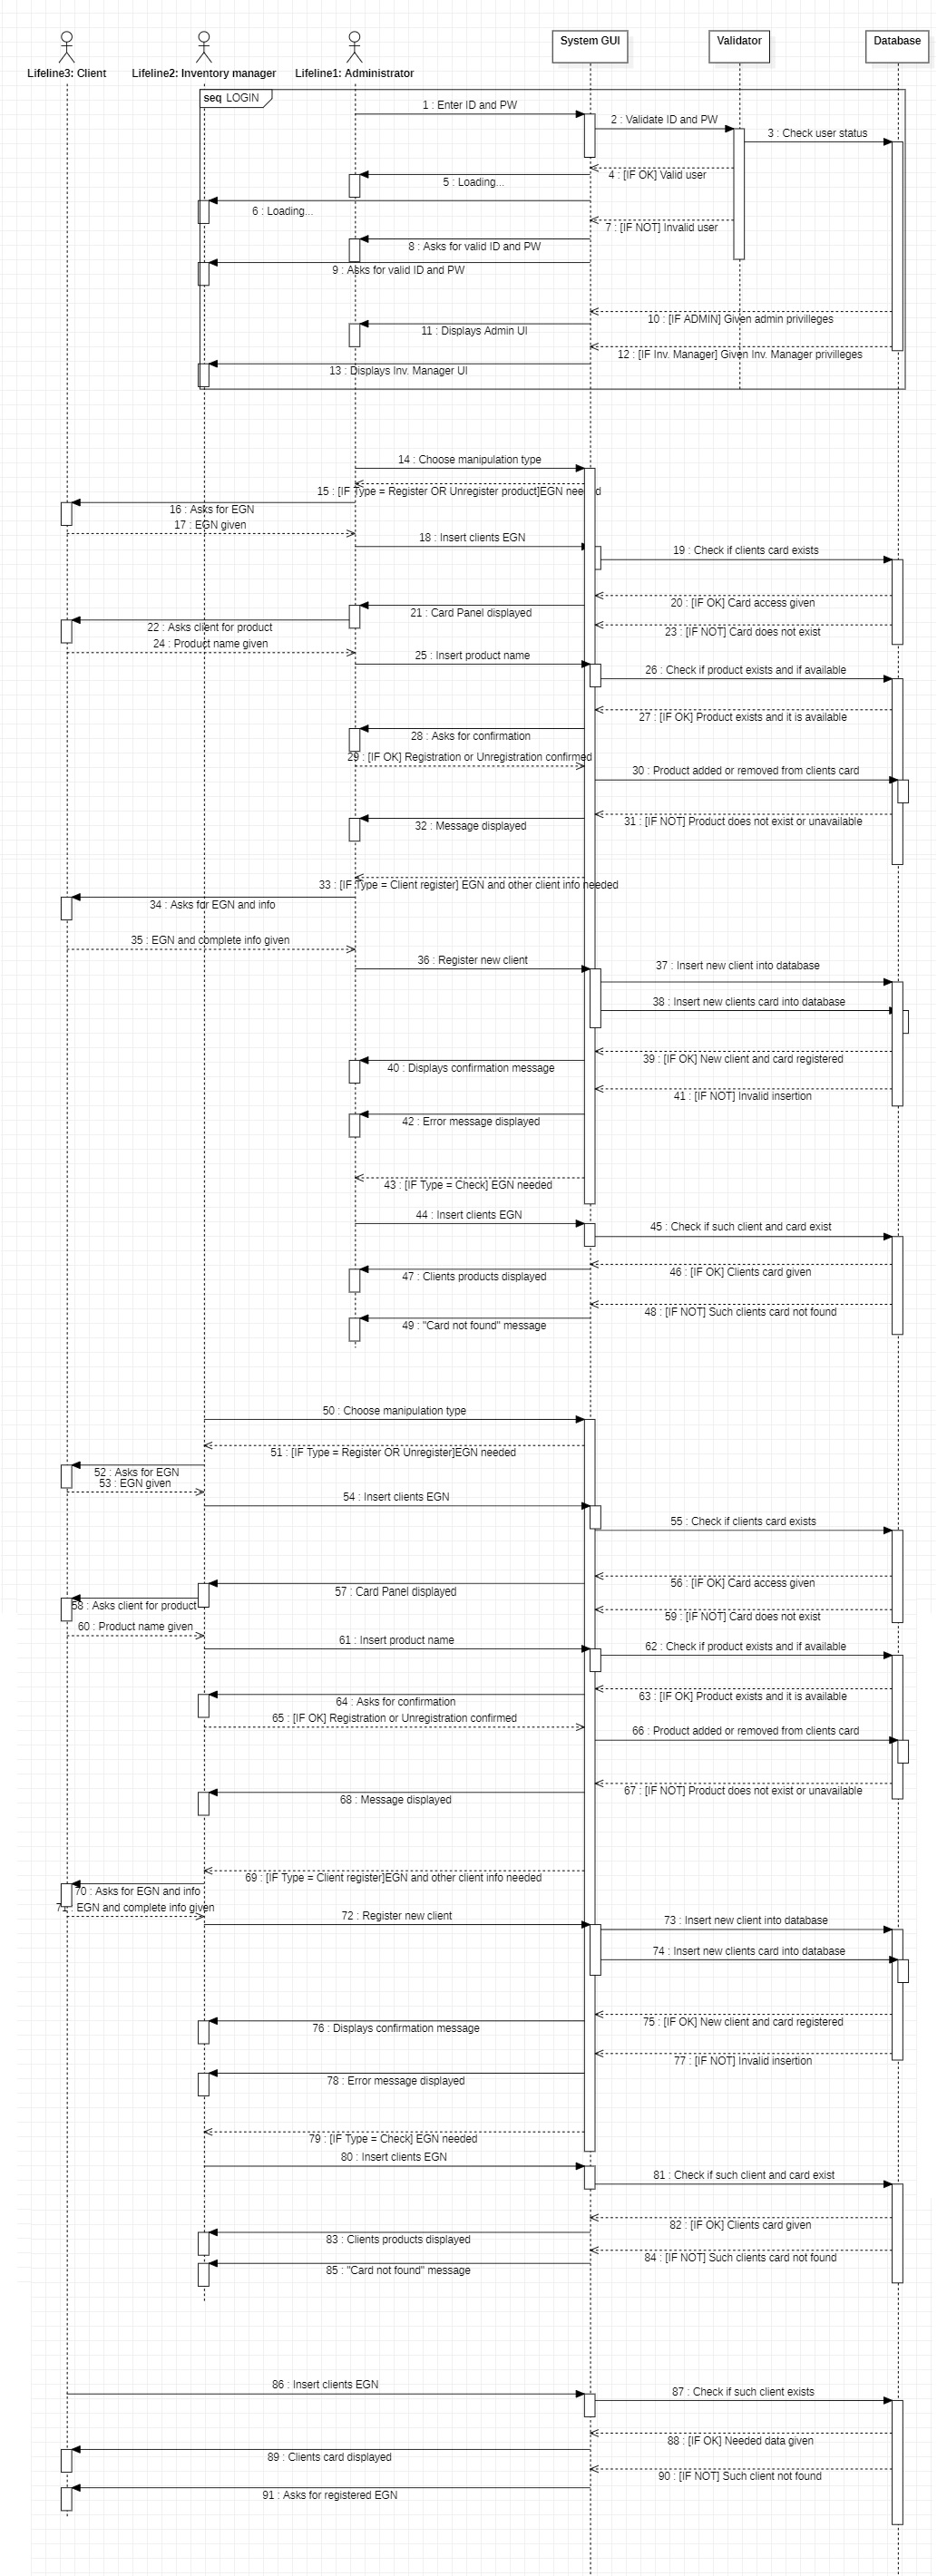 System GUI
Validator
Database
Lifeline3: Client
Lifeline2: Inventory manager
Lifeline1: Administrator
seq LOGIN
1 : Enter ID and PW
2 : Validate ID and PW
3 : Check user status
4 : [IF OK] Valid user
5 : Loading...
6 : Loading...
7 : [IF NOT] Invalid user
8 : Asks for valid ID and PW
9 : Asks for valid ID and PW
10 : [IF ADMIN] Given admin privilleges
11 : Displays Admin UI
12 : [IF Inv. Manager] Given Inv. Manager privilleges
13 : Displays Inv. Manager UI
14 : Choose manipulation type
15 : [IF Type = Register OR Unregister product]EGN needed
16 : Asks for EGN
17 : EGN given
18 : Insert clients EGN
19 : Check if clients card exists
20 : [IF OK] Card access given
21 : Card Panel displayed
22 : Asks client for product
23 : [IF NOT] Card does not exist
24 : Product name given
25 : Insert product name
26 : Check if product exists and if available
27 : [IF OK] Product exists and it is available
28 : Asks for confirmation
29 : [IF OK] Registration or Unregistration confirmed
30 : Product added or removed from clients card
31 : [IF NOT] Product does not exist or unavailable
32 : Message displayed
33 : [IF Type = Client register] EGN and other client info needed
34 : Asks for EGN and info
35 : EGN and complete info given
36 : Register new client
37 : Insert new client into database
38 : Insert new clients card into database
39 : [IF OK] New client and card registered
40 : Displays confirmation message
41 : [IF NOT] Invalid insertion
42 : Error message displayed
43 : [IF Type = Check] EGN needed
44 : Insert clients EGN
45 : Check if such client and card exist
46 : [IF OK] Clients card given
47 : Clients products displayed
48 : [IF NOT] Such clients card not found
49 : "Card not found" message
50 : Choose manipulation type
51 : [IF Type = Register OR Unregister]EGN needed
52 : Asks for EGN
53 : EGN given
54 : Insert clients EGN
55 : Check if clients card exists
56 : [IF OK] Card access given
57 : Card Panel displayed
58 : Asks client for product
59 : [IF NOT] Card does not exist
60 : Product name given
61 : Insert product name
62 : Check if product exists and if available
63 : [IF OK] Product exists and it is available
64 : Asks for confirmation
65 : [IF OK] Registration or Unregistration confirmed
66 : Product added or removed from clients card
67 : [IF NOT] Product does not exist or unavailable
68 : Message displayed
69 : [IF Type = Client register]EGN and other client info needed
70 : Asks for EGN and info
71 : EGN and complete info given
72 : Register new client
73 : Insert new client into database
74 : Insert new clients card into database
75 : [IF OK] New client and card registered
76 : Displays confirmation message
77 : [IF NOT] Invalid insertion
78 : Error message displayed
79 : [IF Type = Check] EGN needed
80 : Insert clients EGN
81 : Check if such client and card exist
82 : [IF OK] Clients card given
83 : Clients products displayed
84 : [IF NOT] Such clients card not found
85 : "Card not found" message
86 : Insert clients EGN
87 : Check if such client exists
88 : [IF OK] Needed data given
89 : Clients card displayed
90 : [IF NOT] Such client not found
91 : Asks for registered EGN